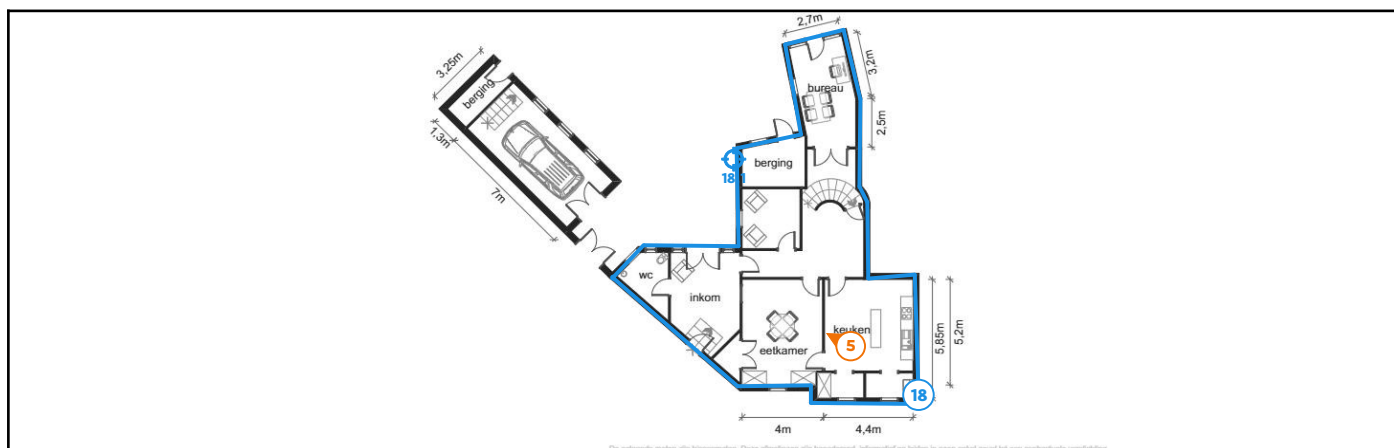 2,7m
3,2m
3,25m
berging
bureau
1,3m
2,5m
berging
18.1
7m
wc
inkom
keuken
5
eetkamer
5,85m
5,2m
18
4m
4,4m